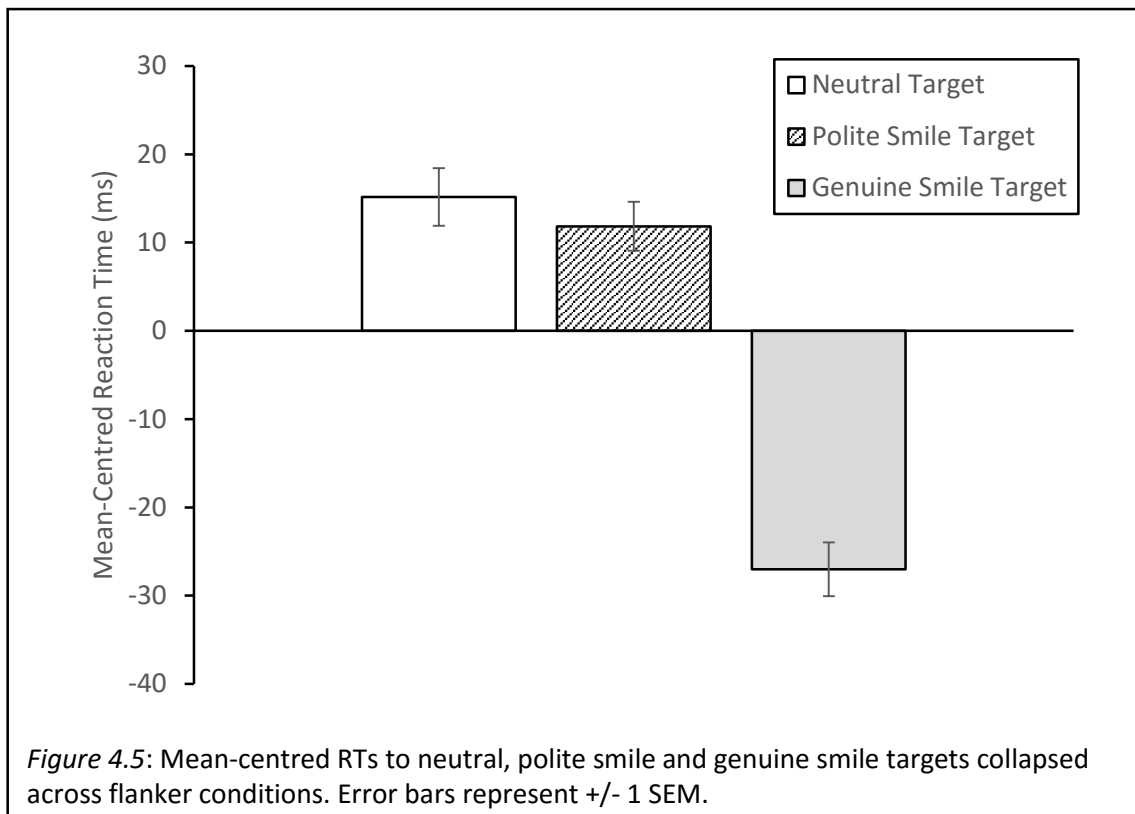 30
20
10
0
-10
-20
-30
-40
Mean-Centred Reaction Time (ms)
Neutral Target
Polite Smile Target
Genuine Smile Target
Figure 4.5: Mean-centred RTs to neutral, polite smile and genuine smile targets collapsed
across flanker conditions. Error bars represent +/- 1 SEM.